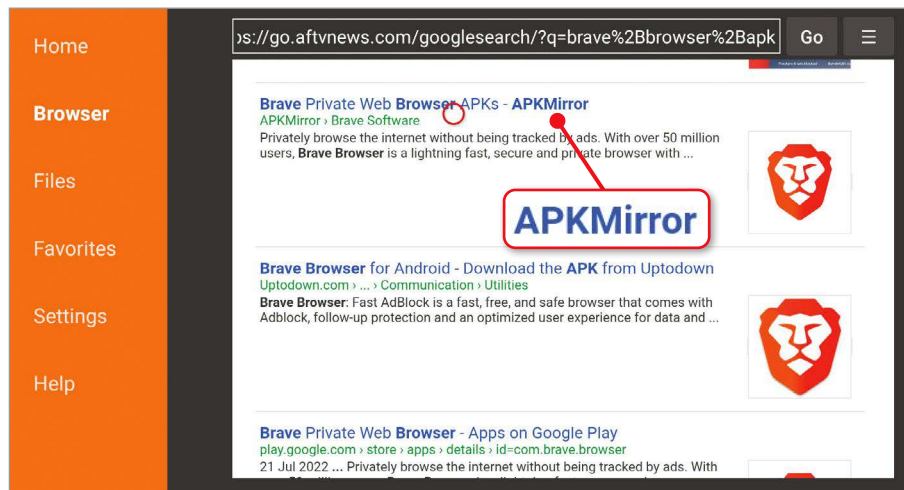 Home
Browser
Files
Favorites
Settings
Help
os://go.aftvnews.com/googlesearch/?q=brave%2Bbrowser%2Bapk Go ☰
Brave Private Web Browser APKs - APKMirror
APKMirror › Brave Software
Privately browse the internet without being tracked by ads. With over 50 million
users, Brave Browser is a lightning fast, secure and private browser with ...
APKMirror
Brave Browser for Android - Download the APK from Uptodown
Uptodown.com › ... › Communication › Utilities
Brave Browser: Fast AdBlock is a fast, free, and safe browser that comes with
Adblock, follow-up protection and an optimized user experience for data and ...
Brave Private Web Browser - Apps on Google Play
play.google.com › store › apps › details › id=com.brave.browser
21 Jul 2022 ... Privately browse the internet without being tracked by ads. With